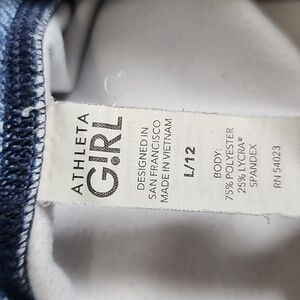 ATHLETA
G!RL
DESIGNED IN
SAN FRANCISCO
MADE IN VIETNAM
L/12
BODY:
75% POLYESTER
25% LYCRA®
SPANDEX
RN 54023